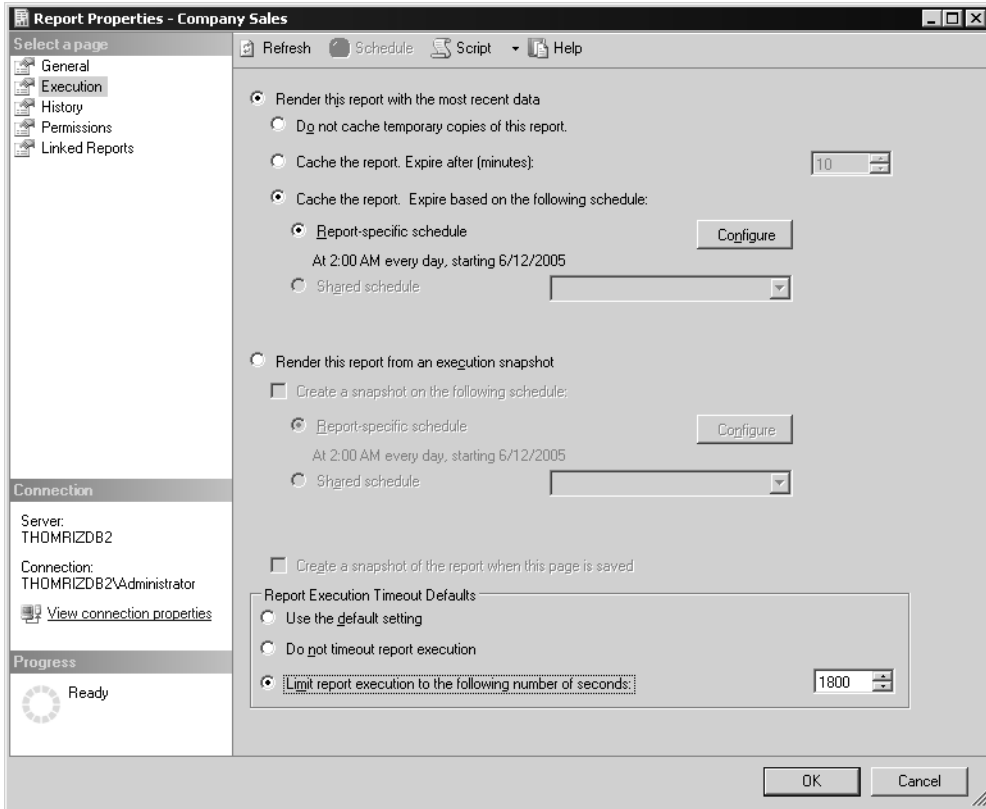 Report Properties - Company Sales
Select a page
General
Execution
History
Permissions
Linked Reports
Refresh Schedule Script Help
Render this report with the most recent data
Do not cache temporary copies of this report.
Cache the report. Expire after (minutes): 10
Cache the report. Expire based on the following schedule:
Report-specific schedule Configure
At 2:00 AM every day, starting 6/12/2005
Shared schedule
Render this report from an execution snapshot
Create a snapshot on the following schedule:
Report-specific schedule Configure
At 2:00 AM every day, starting 6/12/2005
Shared schedule
Create a snapshot of the report when this page is saved
Report Execution Timeout Defaults
Use the default setting
Do not timeout report execution
Limit report execution to the following number of seconds: 1800
Connection
Server:
THOMRIZDB2
Connection:
THOMRIZDB2\Administrator
View connection properties
Progress
Ready
OK Cancel